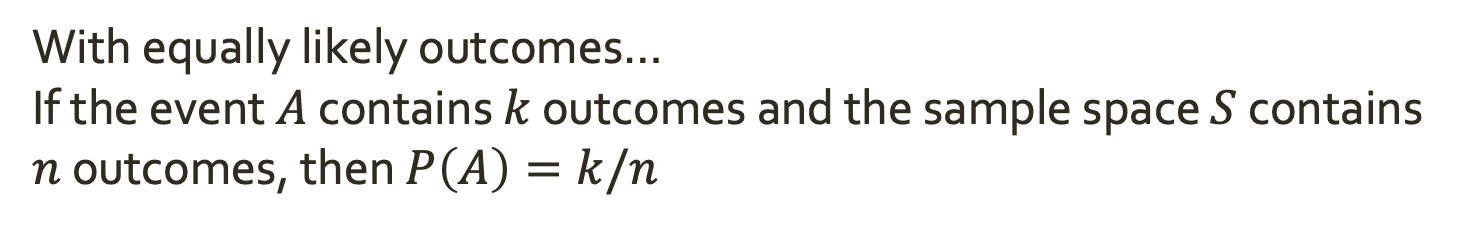 With equally likely outcomes…
If the event A contains k outcomes and the sample space S contains
n outcomes, then P(A) = k/n